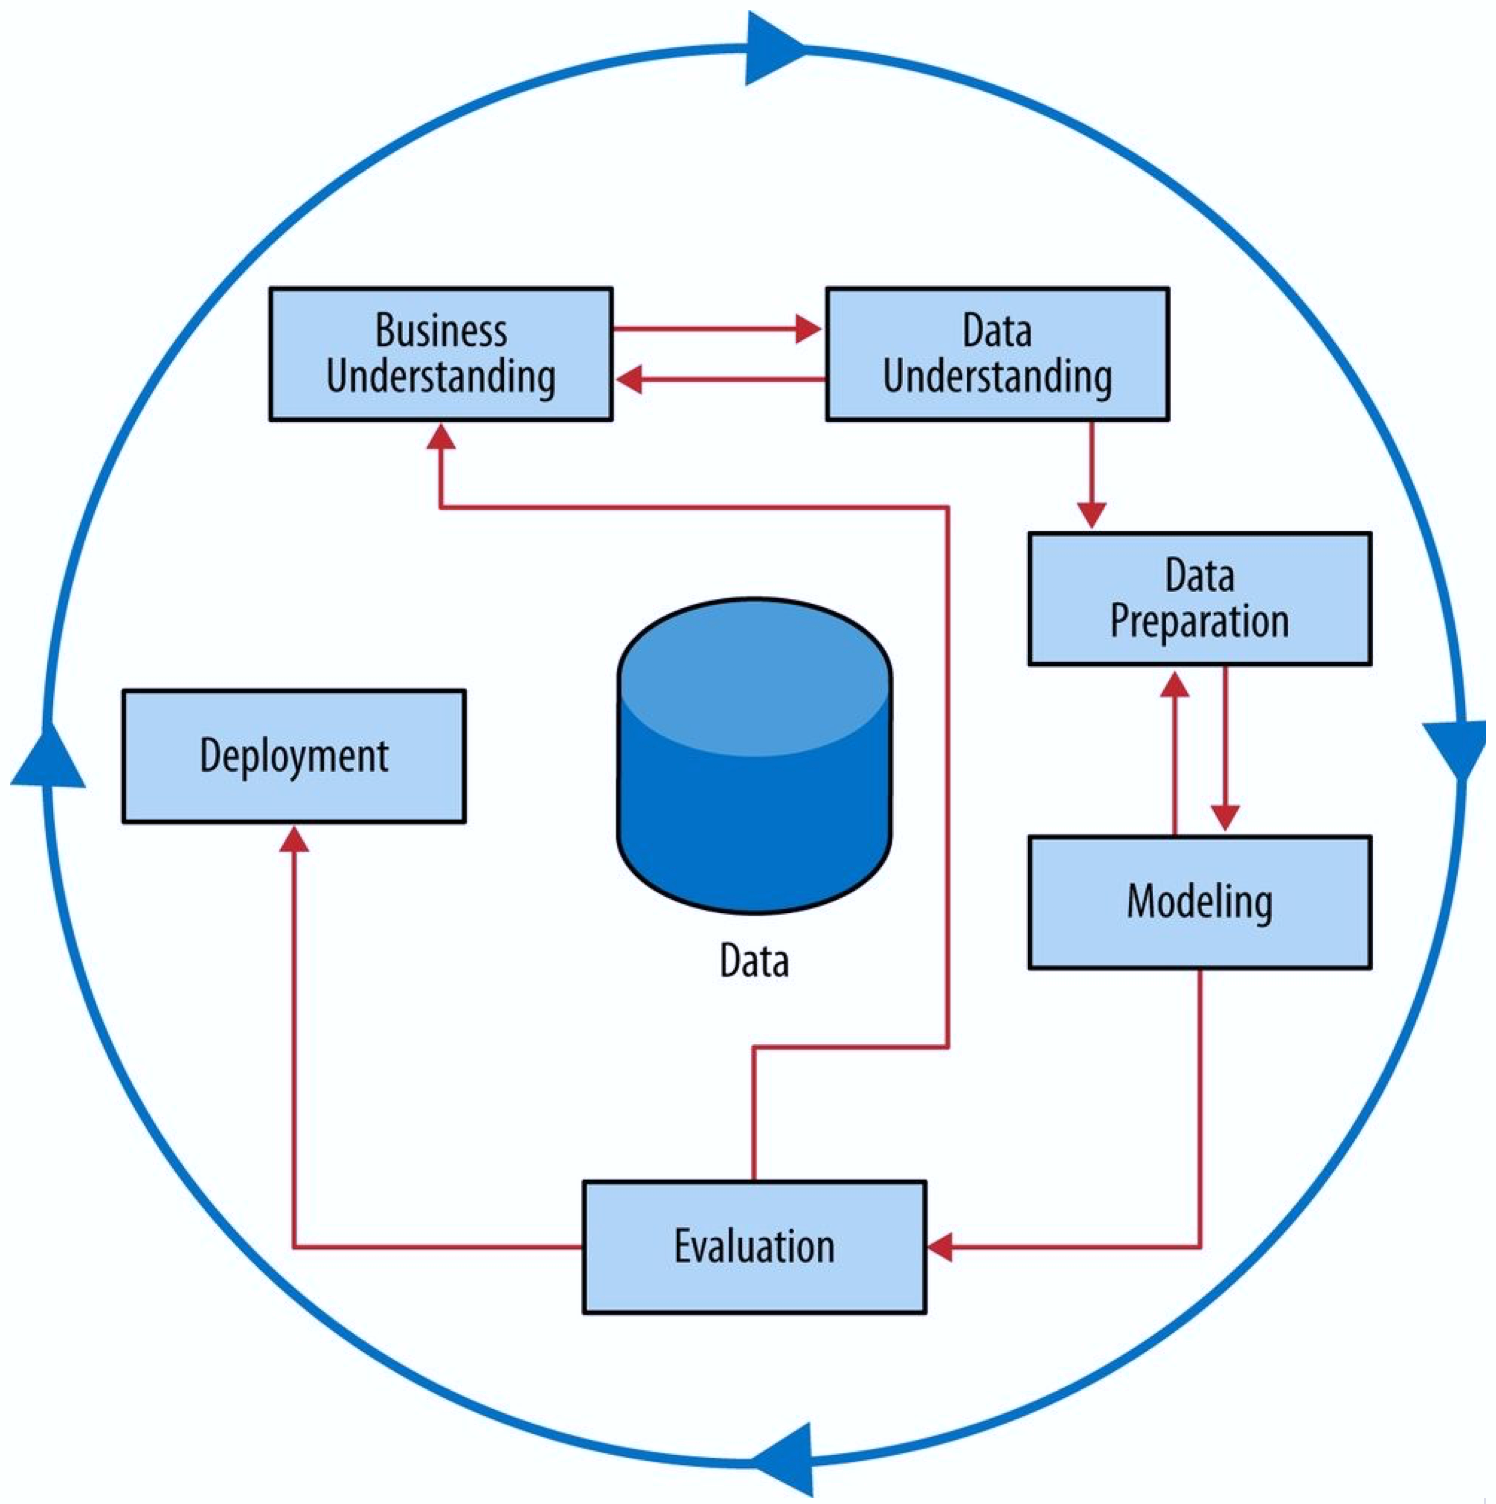 Business
Understanding
Data
Understanding
Data
Preparation
Deployment
Modeling
Data
Evaluation